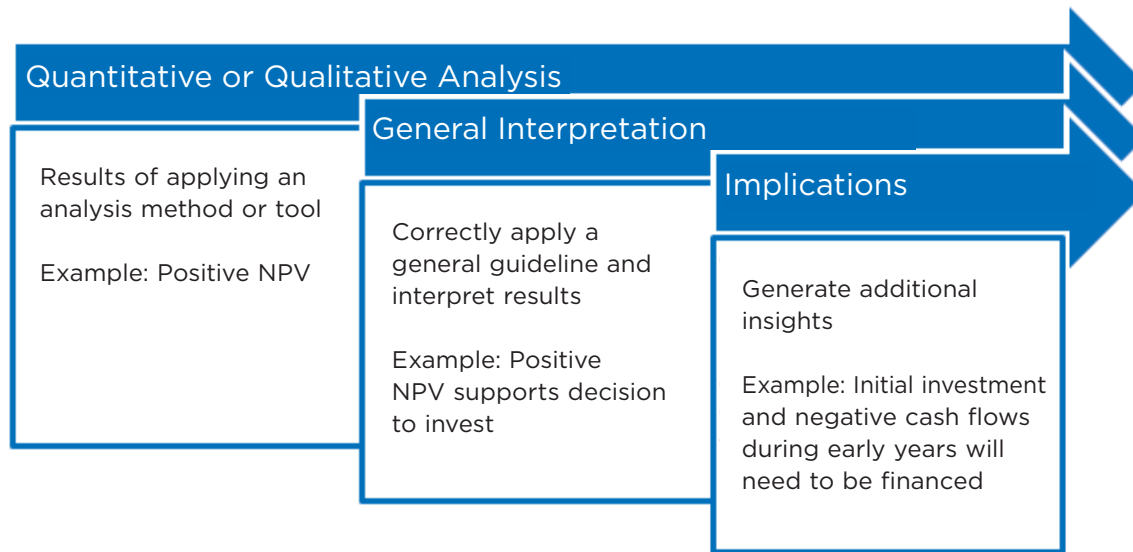 Quantitative or Qualitative Analysis
Results of applying an
analysis method or tool
Example: Positive NPV
General Interpretation
Correctly apply a
general guideline and
interpret results
Example: Positive
NPV supports decision
to invest
Implications
Generate additional
insights
Example: Initial investment
and negative cash flows
during early years will
need to be financed